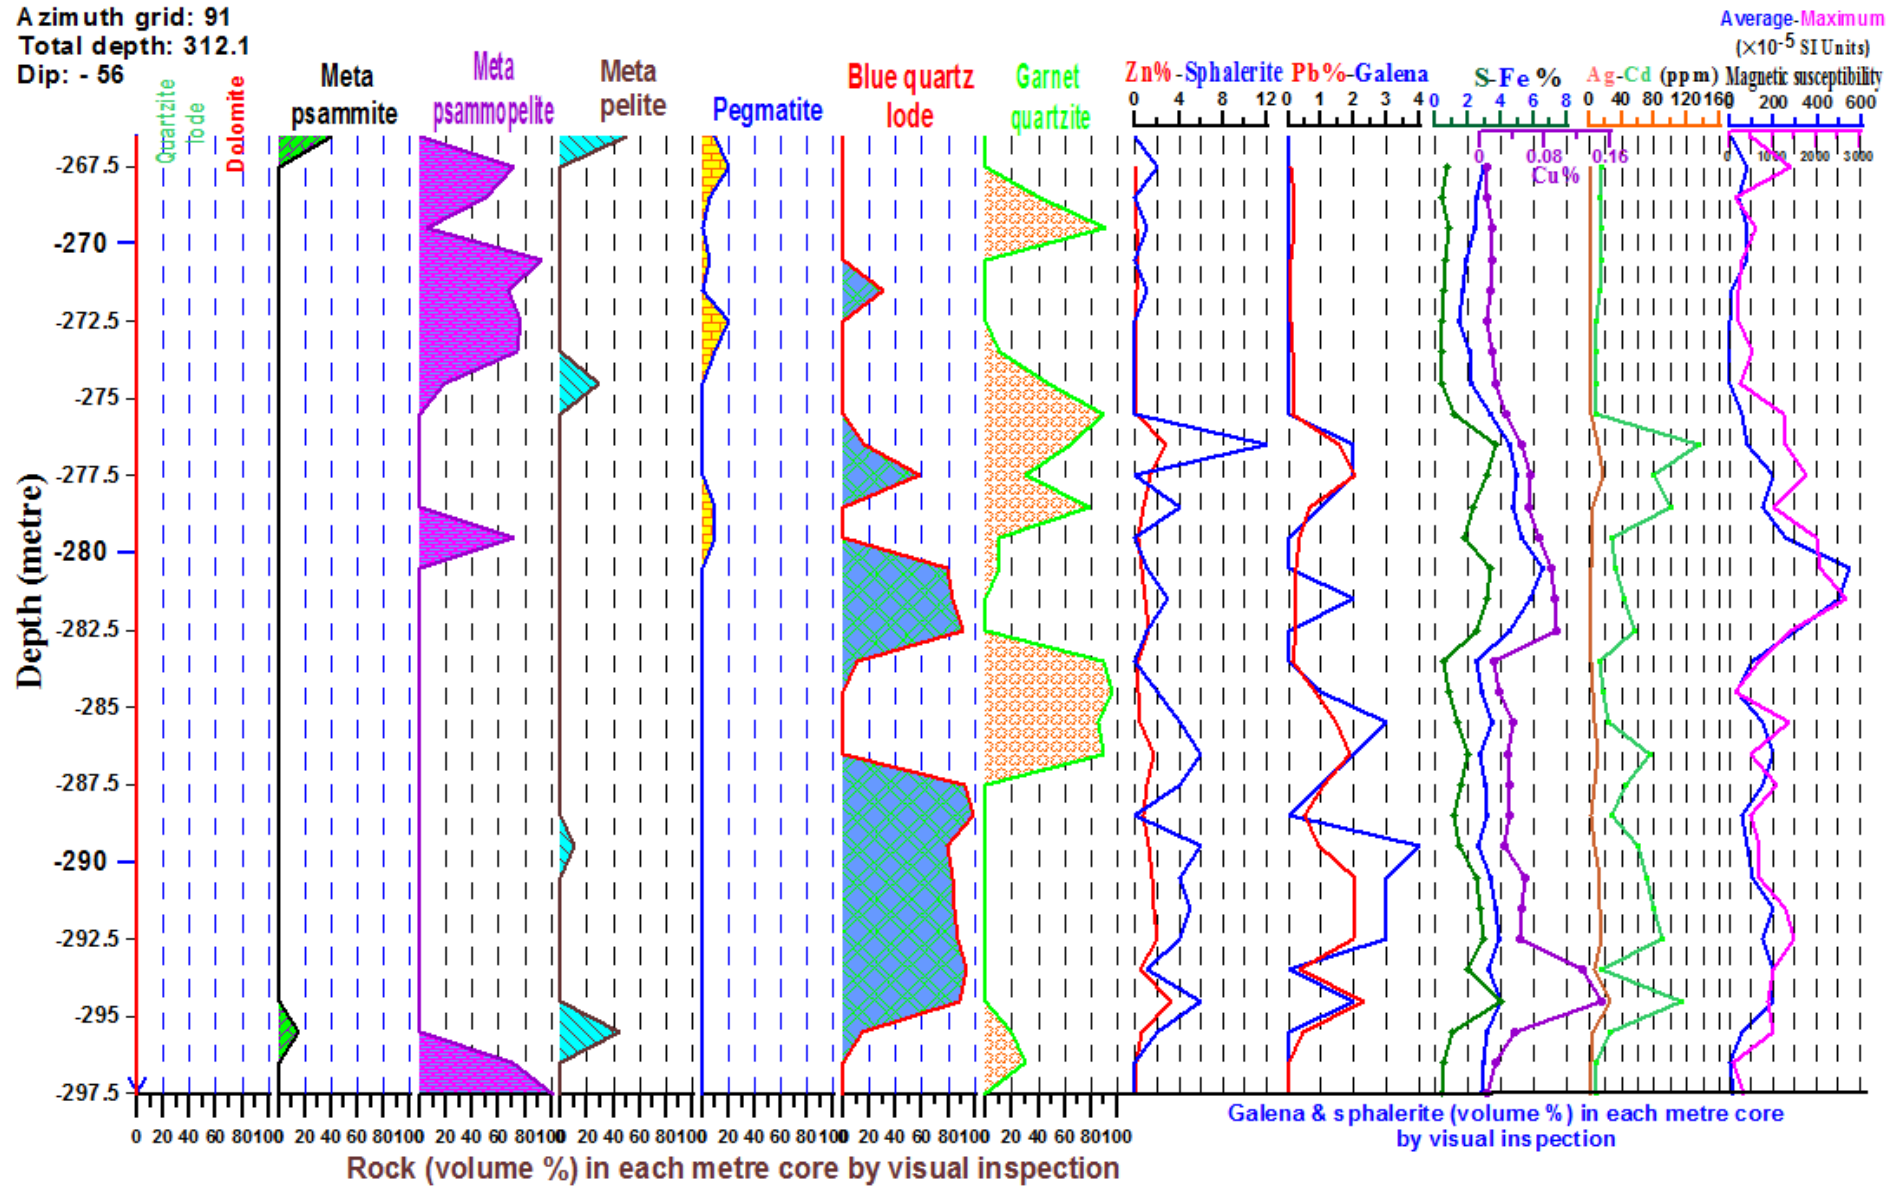 Azimuth grid: 91
Total depth: 312.1
Dip: - 56
Quartzite lode
Dolomite
Meta psammite
Meta psammopelite
Meta pelite
Pegmatite
Blue quartz lode
Garnet quartzite
Zn%-Sphalerite
0 4 8 12
Pb%-Galena
0 1 2 3 4
S-Fe %
0 2 4 6 8
0 0.08 0.16
Cu%
Ag-Cd (ppm)
0 40 80 120 160
Average-Maximum
(×10-5 SI Units)
Magnetic susceptibility
0 200 400 600
0 1000 2000 3000
Depth (metre)
-267.5
-270
-272.5
-275
-277.5
-280
-282.5
-285
-287.5
-290
-292.5
-295
-297.5
0 20 40 60 80 100
20 40 60 80 100
20 40 60 80 100
0 20 40 60 80 100
20 40 60 80 100
0 20 40 60 80 100
20 40 60 80 100
Rock (volume %) in each metre core by visual inspection
Galena & sphalerite (volume %) in each metre core
by visual inspection